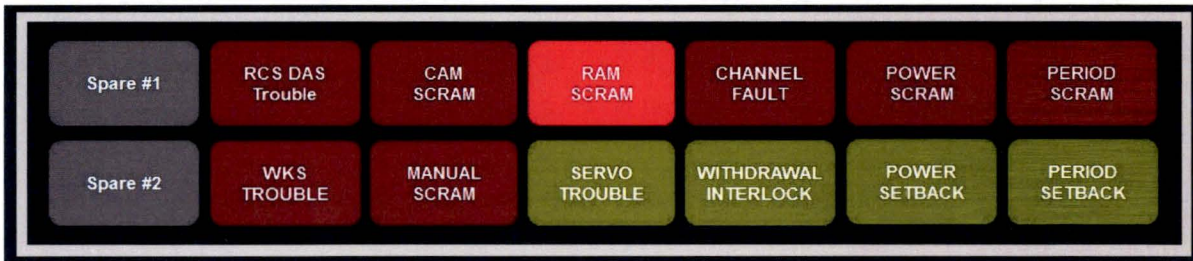 Spare #1
RCS DAS
Trouble
CAM
SCRAM
RAM
SCRAM
CHANNEL
FAULT
POWER
SCRAM
PERIOD
SCRAM
Spare #2
WKS
TROUBLE
MANUAL
SCRAM
SERVO
TROUBLE
WITHDRAWAL
INTERLOCK
POWER
SETBACK
PERIOD
SETBACK